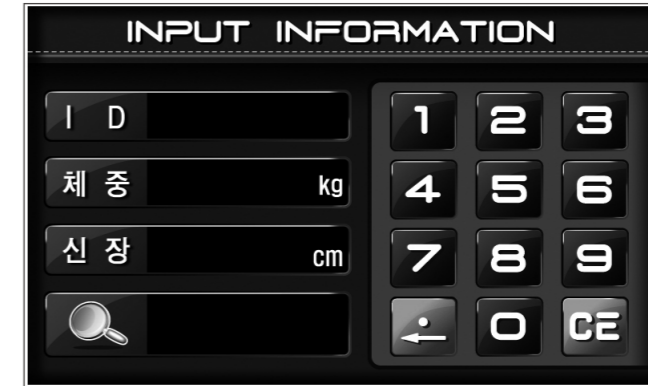 INPUT INFORMATION
I D
체 중 kg
신 장 cm
1 2 3
4 5 6
7 8 9
. 0 CE